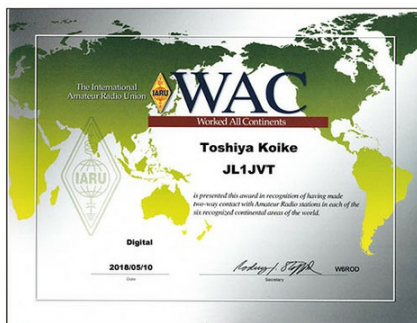 The International
Amateur Radio Union
IARU
WAC
Worked All Continents
Toshiya Koike
JL1JVT
is presented this award in recognition of having made
two-way contact with Amateur Radio stations in each of the
six recognized continental areas of the world.
IARU
Digital
2018/05/10
Date
W6ROD
Secretary